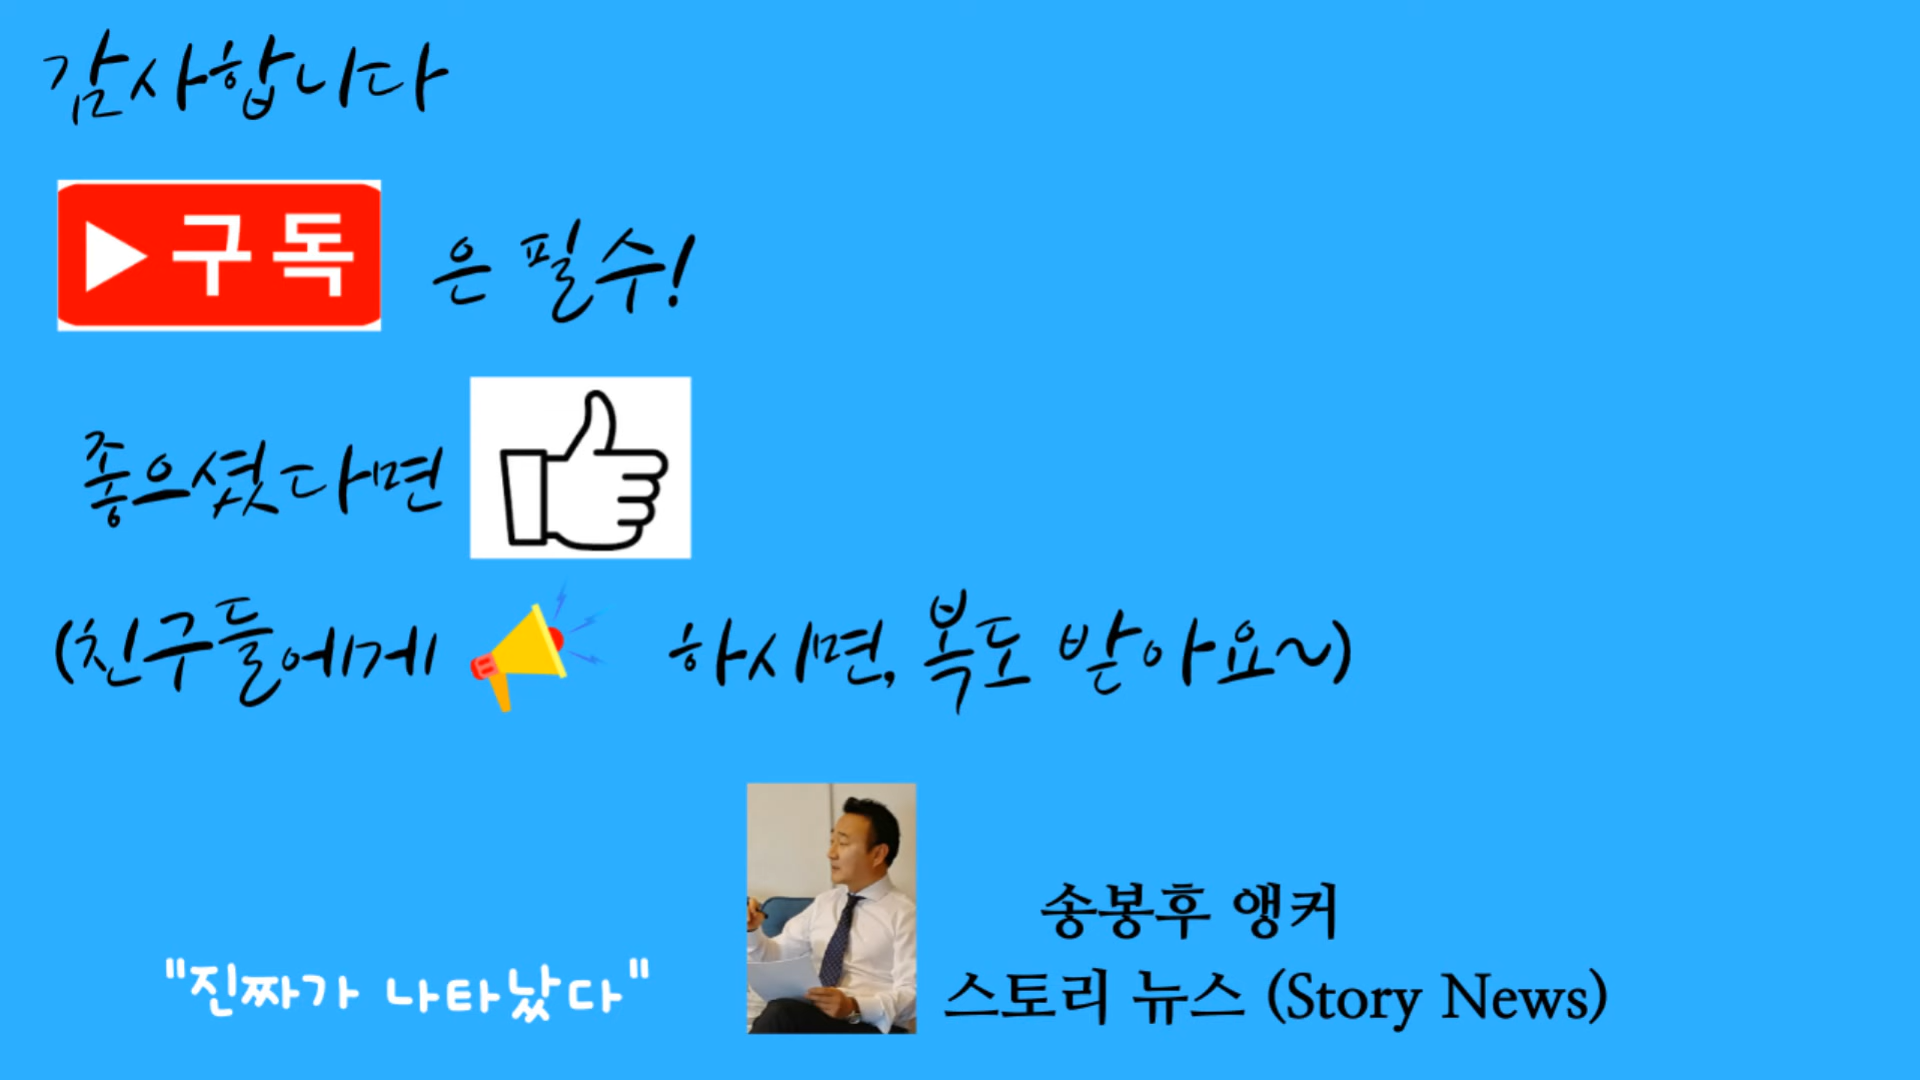 감사합니다
구독 은 필수!
좋으셨다면
(친구들에게 하시면, 복도 받아요~)
"진짜가 나타났다"
송봉후 앵커
스토리 뉴스 (Story News)